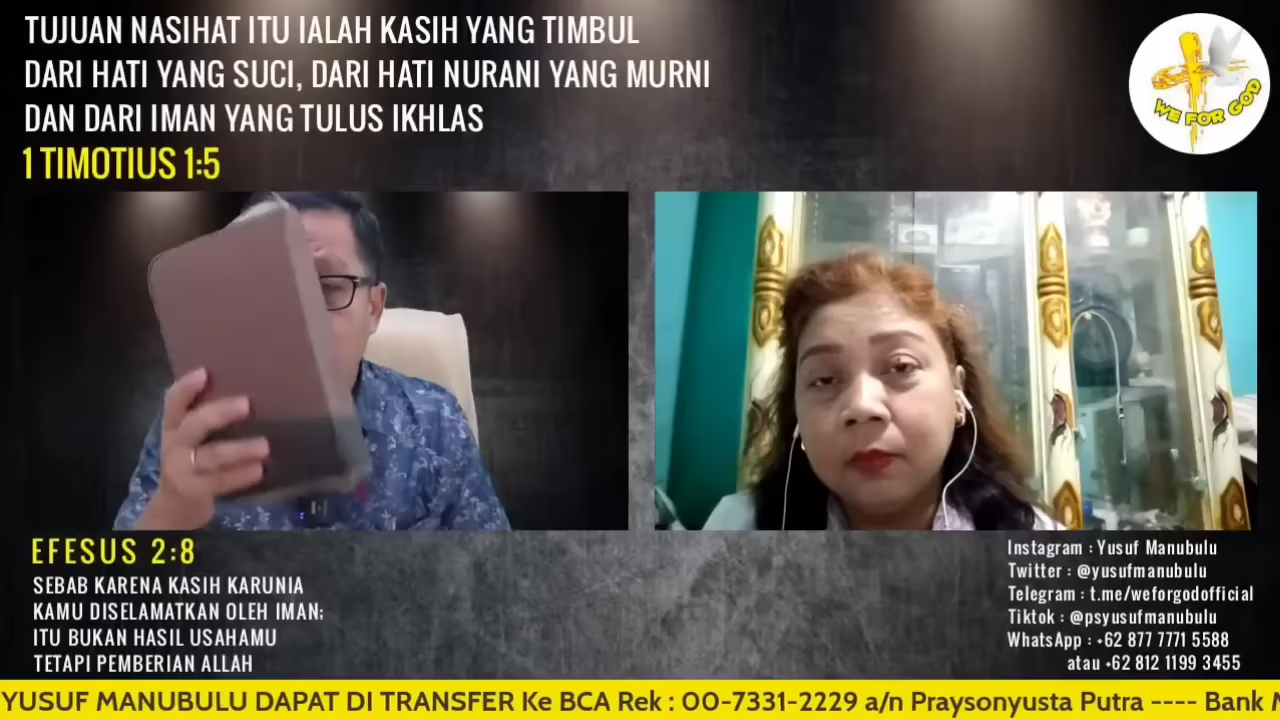 TUJUAN NASIHAT ITU IALAH KASIH YANG TIMBUL
DARI HATI YANG SUCI, DARI HATI NURANI YANG MURNI
DAN DARI IMAN YANG TULUS IKHLAS
1 TIMOTIUS 1:5
WE FOR GOD
EFESUS 2:8
SEBAB KARENA KASIH KARUNIA
KAMU DISELAMATKAN OLEH IMAN;
ITU BUKAN HASIL USAHAMU
TETAPI PEMBERIAN ALLAH
Instagram : Yusuf Manubulu
Twitter : @yusufmanubulu
Telegram : t.me/weforgodofficial
Tiktok : @psyusufmanubulu
WhatsApp : +62 877 7771 5588
atau +62 812 1199 3455
YUSUF MANUBULU DAPAT DI TRANSFER Ke BCA Rek : 00-7331-2229 a/n Praysonyusta Putra ---- Bank